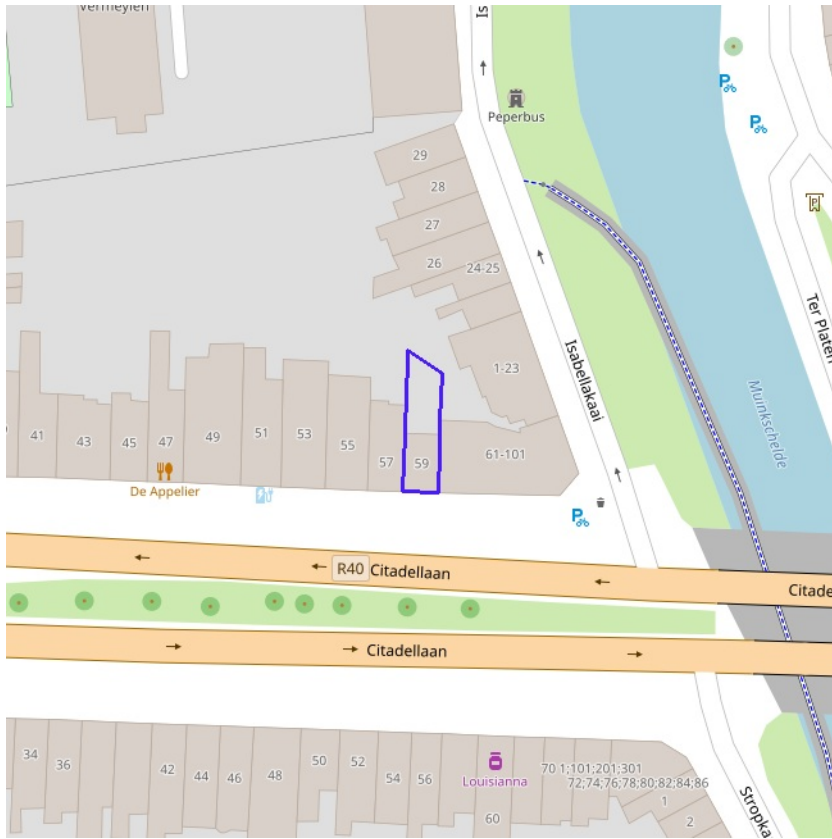 Vermeylen
Is
Peperbus
29
28
27
26
24-25
Ter Platen
Isabellakaai
1-23
Muinkschelde
41
43
45
47
49
51
53
55
57
59
61-101
De Appelier
R40
Citadellaan
Citade
Citadellaan
34
36
42
44
46
48
50
52
54
56
Louisianna
60
70 1;101;201;301
72;74;76;78;80;82;84;86
1
2
Stropka
P
P
P
P